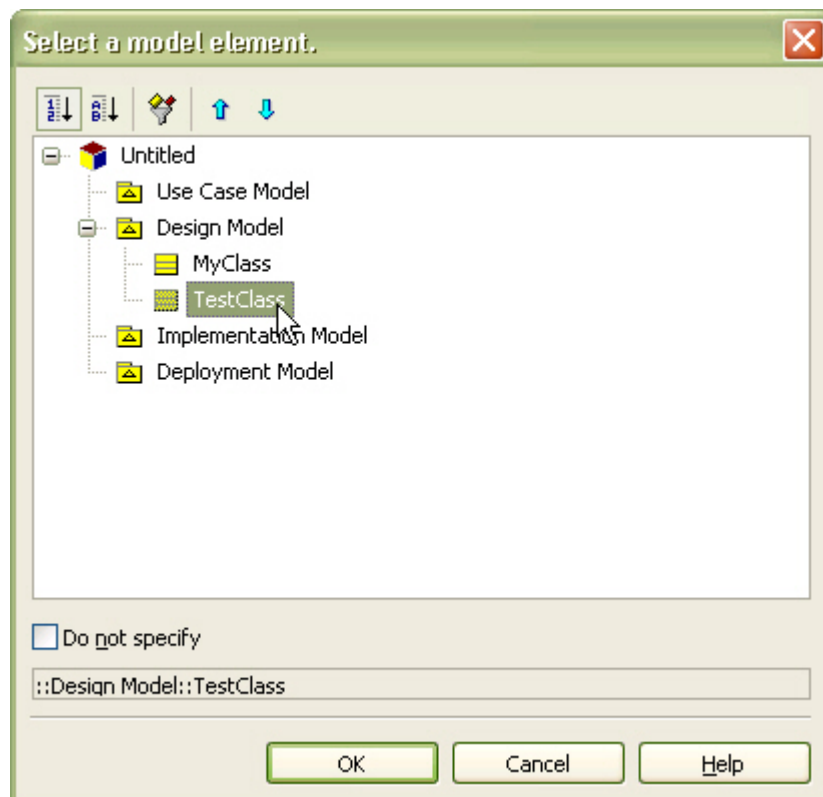 Select a model element.
Untitled
Use Case Model
Design Model
MyClass
TestClass
Implementation Model
Deployment Model
Do not specify
::Design Model::TestClass
OK Cancel Help